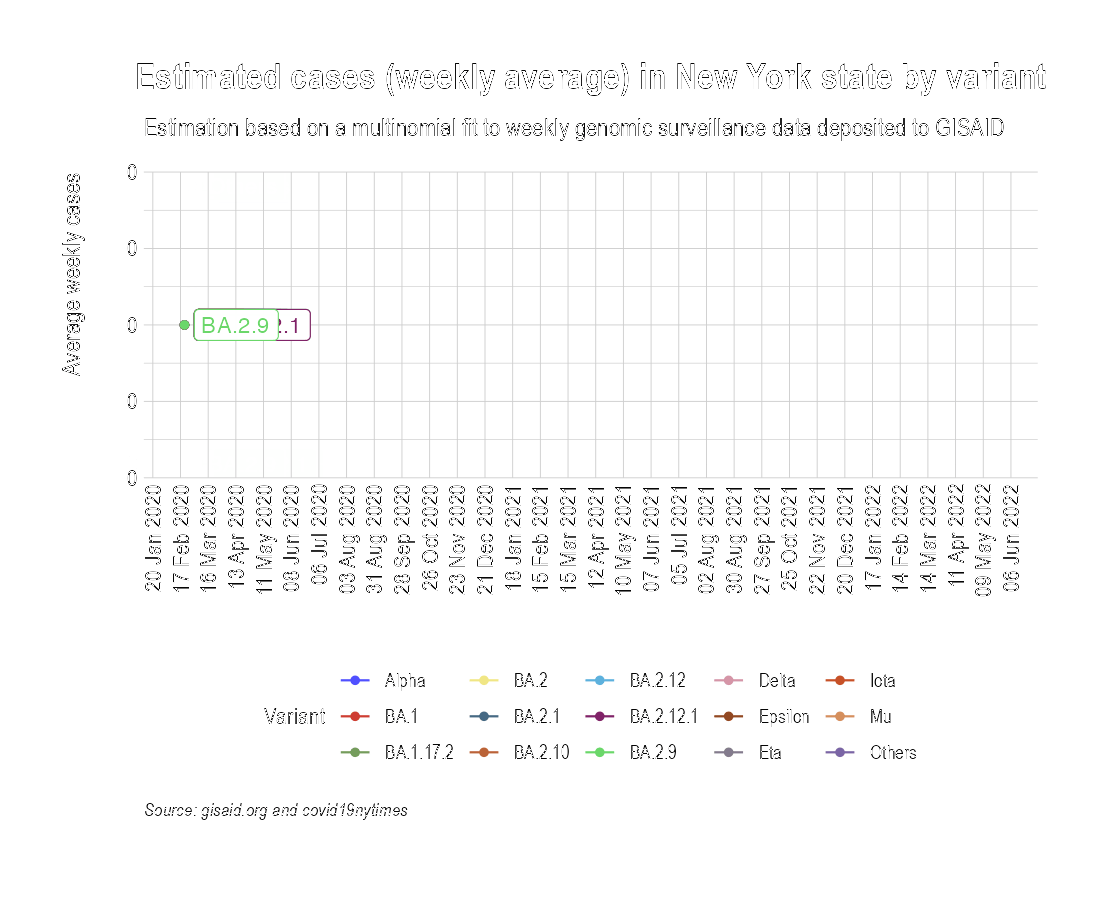 Estimated cases (weekly average) in New York state by variant
Estimation based on a multinomial fit to weekly genomic surveillance data deposited to GISAID
Average weekly cases
0
0
0
0
0
BA.2.9
2.1
20 Jan 2020
17 Feb 2020
16 Mar 2020
13 Apr 2020
11 May 2020
08 Jun 2020
06 Jul 2020
03 Aug 2020
31 Aug 2020
28 Sep 2020
26 Oct 2020
23 Nov 2020
21 Dec 2020
18 Jan 2021
15 Feb 2021
15 Mar 2021
12 Apr 2021
10 May 2021
07 Jun 2021
05 Jul 2021
02 Aug 2021
30 Aug 2021
27 Sep 2021
25 Oct 2021
22 Nov 2021
20 Dec 2021
17 Jan 2022
14 Feb 2022
14 Mar 2022
11 Apr 2022
09 May 2022
06 Jun 2022
Variant
Alpha
BA.1
BA.1.17.2
BA.2
BA.2.1
BA.2.10
BA.2.12
BA.2.12.1
BA.2.9
Delta
Epsilon
Eta
Iota
Mu
Others
Source: gisaid.org and covid19nytimes